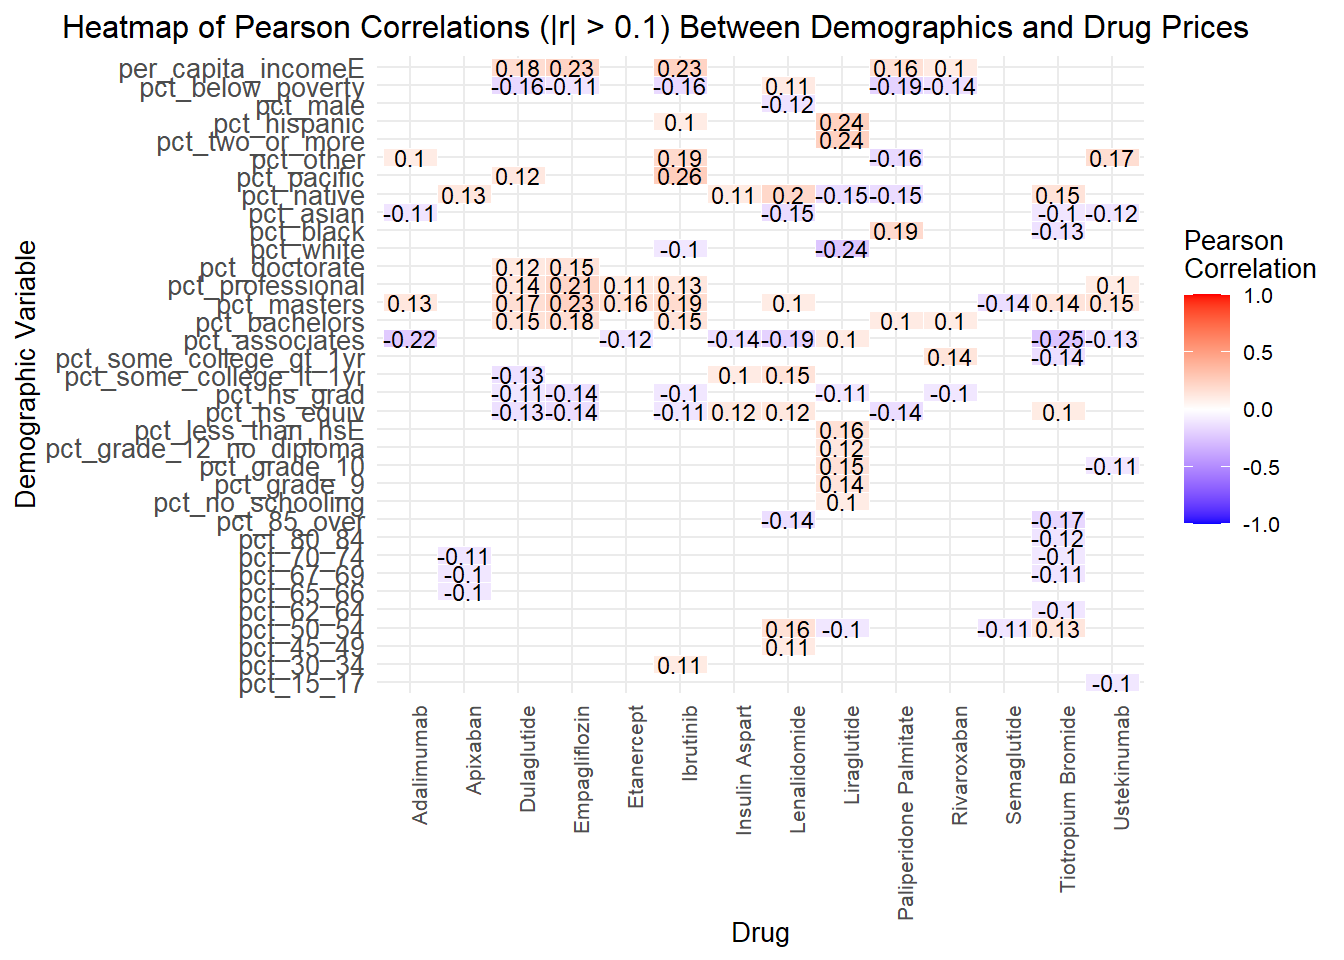 Heatmap of Pearson Correlations (|r| > 0.1) Between Demographics and Drug Prices
per_capita_incomeE 0.18 0.23 0.23 0.16 0.1
pct_below_poverty -0.16 -0.11 -0.16 0.11 -0.19 -0.14
pct_male -0.12
pct_hispanic 0.1 0.24
pct_two_or_more 0.24
pct_other 0.1 0.19 -0.16 0.17
pct_pacific 0.12 0.26
pct_native 0.13 0.11 0.2 -0.15 -0.15 0.15
pct_asian -0.11 -0.15 -0.1 -0.12
pct_black 0.19 -0.13
pct_white -0.1 -0.24
pct_doctorate 0.12 0.15
pct_professional 0.14 0.21 0.11 0.13 0.1
pct_masters 0.13 0.17 0.23 0.16 0.19 0.1 -0.14 0.14 0.15
pct_bachelors 0.15 0.18 0.15 0.1 0.1
pct_associates -0.22 -0.12 -0.14 -0.19 0.1 -0.25 -0.13
pct_some_college_gt_1yr 0.14 -0.14
pct_some_college_lt_1yr -0.13 0.1 0.15
pct_hs_grad -0.11 -0.14 -0.1 -0.11 -0.1
pct_hs_equiv -0.13 -0.14 -0.11 0.12 0.12 -0.14 0.1
pct_less_than_hsE 0.16
pct_grade_12_no_diploma 0.12
pct_grade_10 0.15 -0.11
pct_grade_9 0.14
pct_no_schooling 0.1
pct_85_over -0.14 -0.17
pct_80_84 -0.12
pct_70_74 -0.11 -0.1
pct_67_69 -0.1 -0.11
pct_65_66 -0.1
pct_62_64 -0.1
pct_50_54 0.16 -0.1 -0.11 0.13
pct_45_49 0.11
pct_30_34 0.11
pct_15_17 -0.1
Demographic Variable
Adalimumab
Apixaban
Dulaglutide
Empagliflozin
Etanercept
Ibrutinib
Insulin Aspart
Lenalidomide
Liraglutide
Paliperidone Palmitate
Rivaroxaban
Semaglutide
Tiotropium Bromide
Ustekinumab
Drug
Pearson
Correlation
1.0
0.5
0.0
-0.5
-1.0